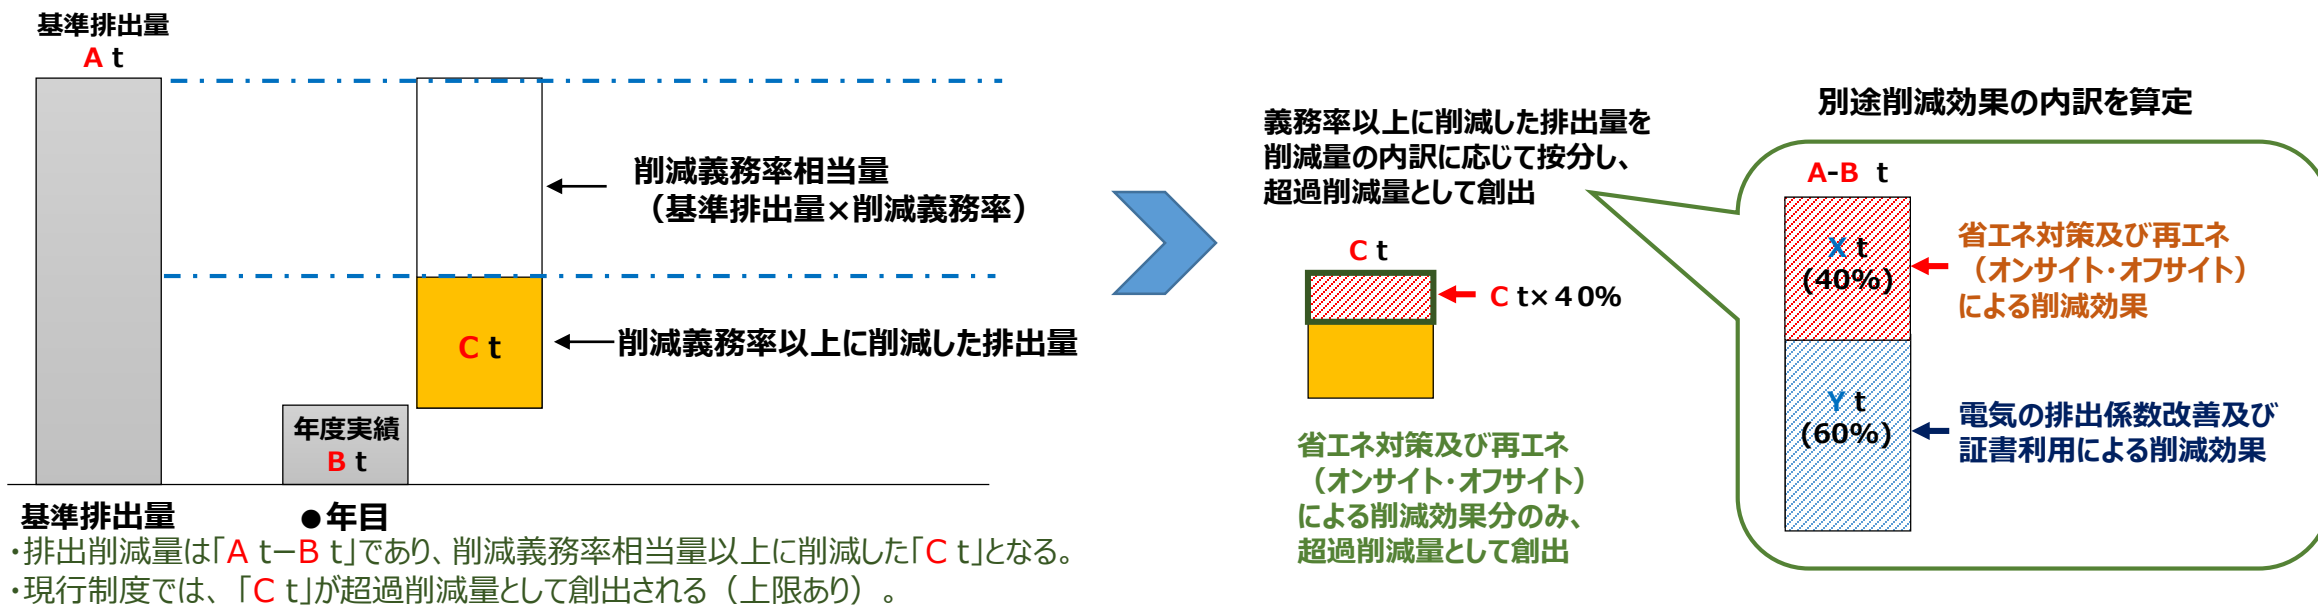 基準排出量
A t
削減義務率相当量
（基準排出量×削減義務率）
C t
削減義務率以上に削減した排出量
年度実績
B t
基準排出量
●年目
・排出削減量は「A t−B t」であり、削減義務率相当量以上に削減した「C t」となる。
・現行制度では、「C t」が超過削減量として創出される（上限あり）。
義務率以上に削減した排出量を
削減量の内訳に応じて按分し、
超過削減量として創出
C t
C t×４０%
省エネ対策及び再エネ
（オンサイト・オフサイト）
による削減効果分のみ、
超過削減量として創出
別途削減効果の内訳を算定
A-B t
X t
(40%)
省エネ対策及び再エネ
（オンサイト・オフサイト）
による削減効果
Y t
(60%)
電気の排出係数改善及び
証書利用による削減効果